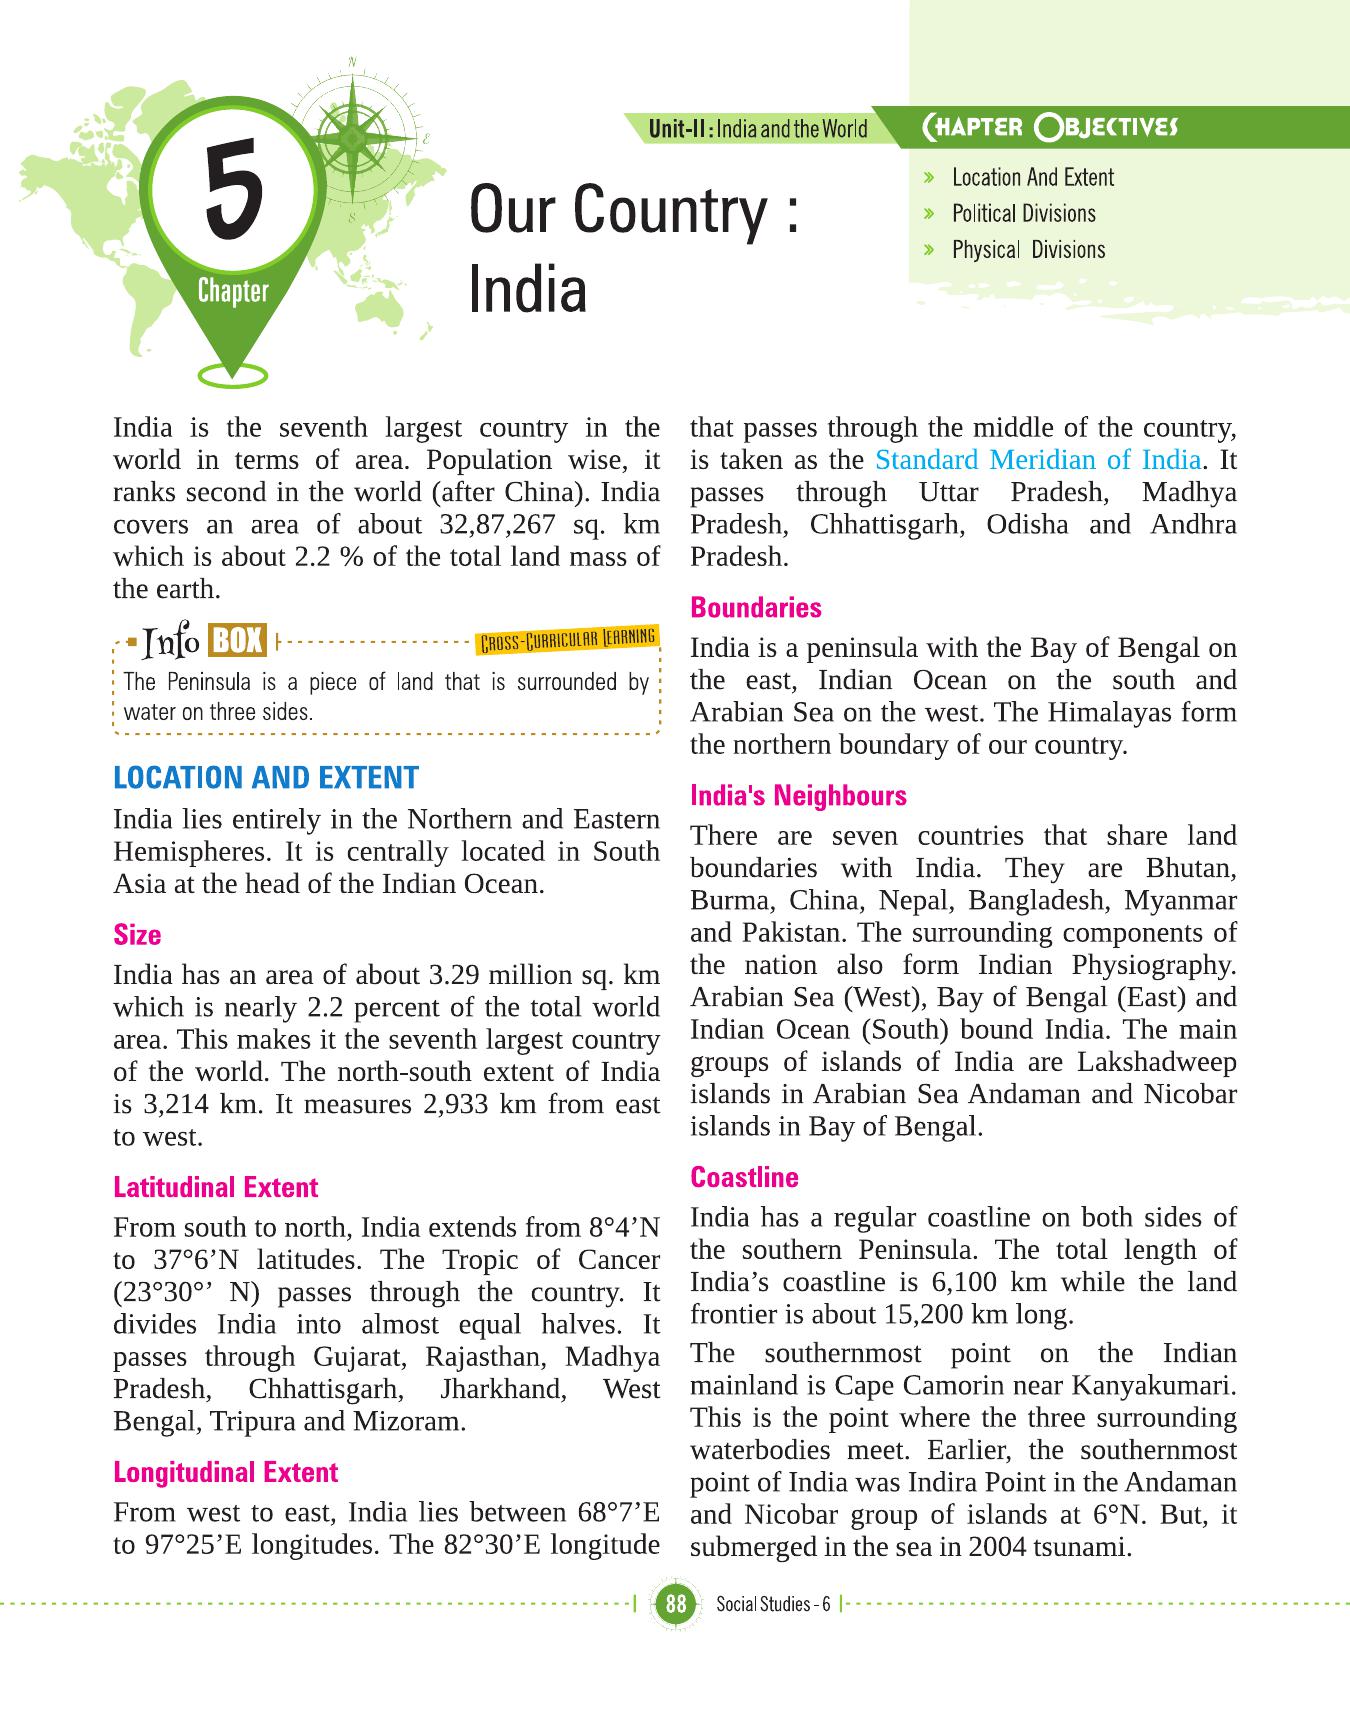 N
E
S
5
Chapter
Unit-II : India and the World
CHAPTER OBJECTIVES
» Location And Extent
» Political Divisions
» Physical Divisions
Our Country :
India
India is the seventh largest country in the
world in terms of area. Population wise, it
ranks second in the world (after China). India
covers an area of about 32,87,267 sq. km
which is about 2.2 % of the total land mass of
the earth.
Info BOX
CROSS-CURRICULAR LEARNING
The Peninsula is a piece of land that is surrounded by
water on three sides.
LOCATION AND EXTENT
India lies entirely in the Northern and Eastern
Hemispheres. It is centrally located in South
Asia at the head of the Indian Ocean.
Size
India has an area of about 3.29 million sq. km
which is nearly 2.2 percent of the total world
area. This makes it the seventh largest country
of the world. The north-south extent of India
is 3,214 km. It measures 2,933 km from east
to west.
Latitudinal Extent
From south to north, India extends from 8°4’N
to 37°6’N latitudes. The Tropic of Cancer
(23°30°’ N) passes through the country. It
divides India into almost equal halves. It
passes through Gujarat, Rajasthan, Madhya
Pradesh, Chhattisgarh, Jharkhand, West
Bengal, Tripura and Mizoram.
Longitudinal Extent
From west to east, India lies between 68°7’E
to 97°25’E longitudes. The 82°30’E longitude
that passes through the middle of the country,
is taken as the Standard Meridian of India. It
passes through Uttar Pradesh, Madhya
Pradesh, Chhattisgarh, Odisha and Andhra
Pradesh.
Boundaries
India is a peninsula with the Bay of Bengal on
the east, Indian Ocean on the south and
Arabian Sea on the west. The Himalayas form
the northern boundary of our country.
India's Neighbours
There are seven countries that share land
boundaries with India. They are Bhutan,
Burma, China, Nepal, Bangladesh, Myanmar
and Pakistan. The surrounding components of
the nation also form Indian Physiography.
Arabian Sea (West), Bay of Bengal (East) and
Indian Ocean (South) bound India. The main
groups of islands of India are Lakshadweep
islands in Arabian Sea Andaman and Nicobar
islands in Bay of Bengal.
Coastline
India has a regular coastline on both sides of
the southern Peninsula. The total length of
India’s coastline is 6,100 km while the land
frontier is about 15,200 km long.
The southernmost point on the Indian
mainland is Cape Camorin near Kanyakumari.
This is the point where the three surrounding
waterbodies meet. Earlier, the southernmost
point of India was Indira Point in the Andaman
and Nicobar group of islands at 6°N. But, it
submerged in the sea in 2004 tsunami.
88 Social Studies - 6